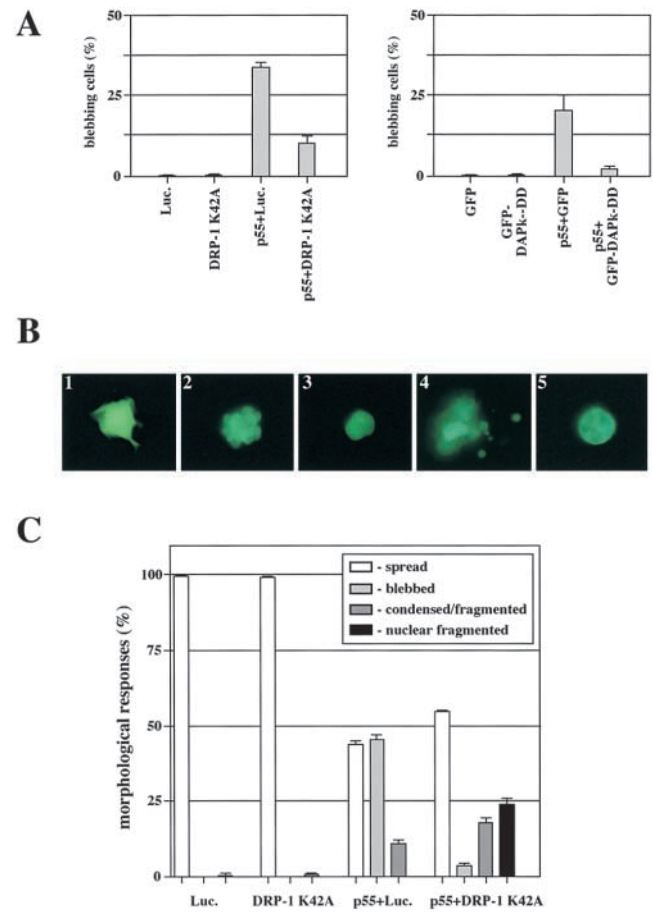 A
blebbing cells (%)
50
25
0
Luc.
DRP-1 K42A
p55+Luc.
p55+DRP-1 K42A
blebbing cells (%)
50
25
0
GFP
GFP-
DAPk--DD
p55+GFP
p55+
GFP-DAPk-DD
B
1 2 3 4 5
C
morphological responses (%)
100
75
50
25
0
- spread
- blebbed
- condensed/fragmented
- nuclear fragmented
Luc. DRP-1 K42A p55+Luc. p55+DRP-1 K42A